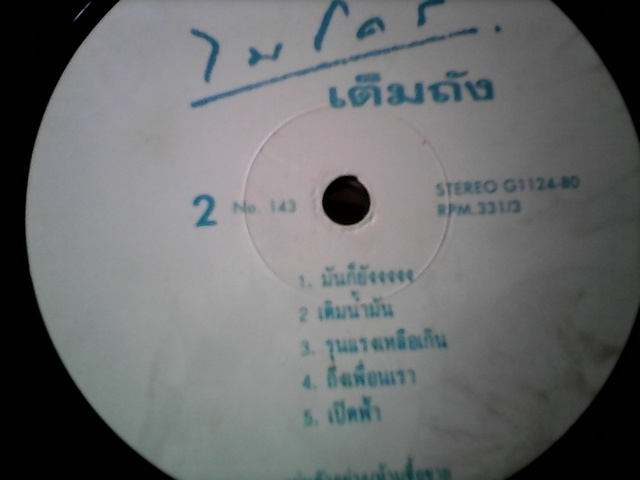 ไมโคร
เต็มถัง
2 No. 143
STEREO G1124-80
RPM.331/3
1. มันก็ยังงงงงง
2 เติมน้ำมัน
3. รุนแรงเหลือเกิน
4. ถึงเพื่อนเรา
5. เปิดฟ้า